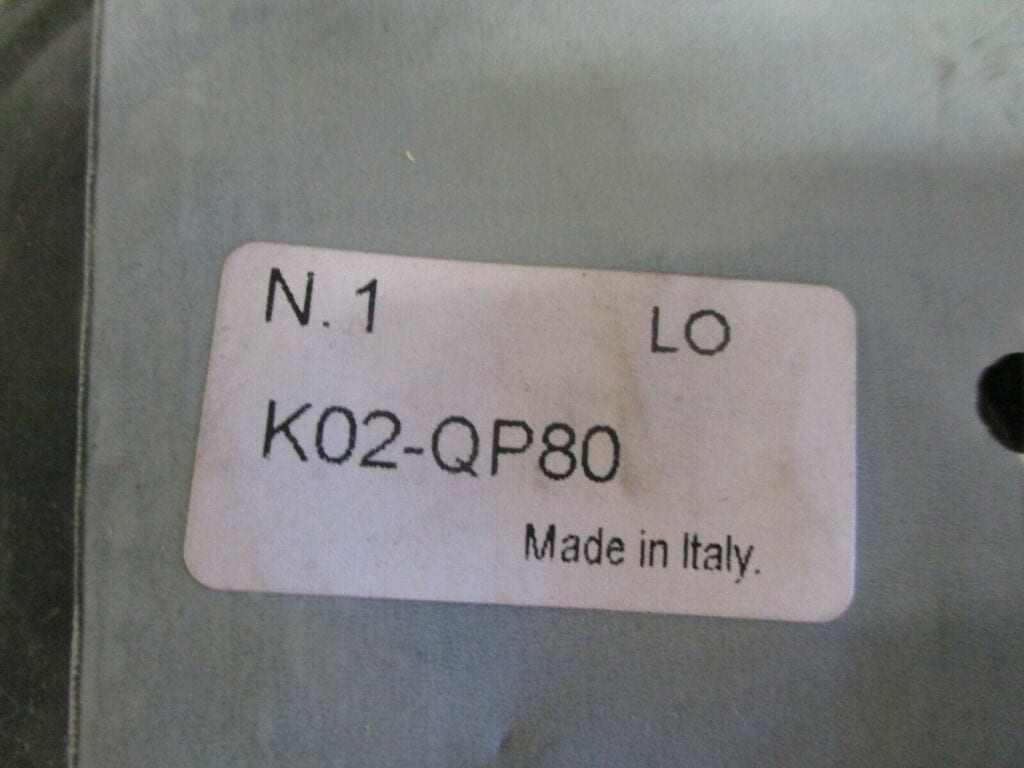 N. 1 LO
K02-QP80
Made in Italy.